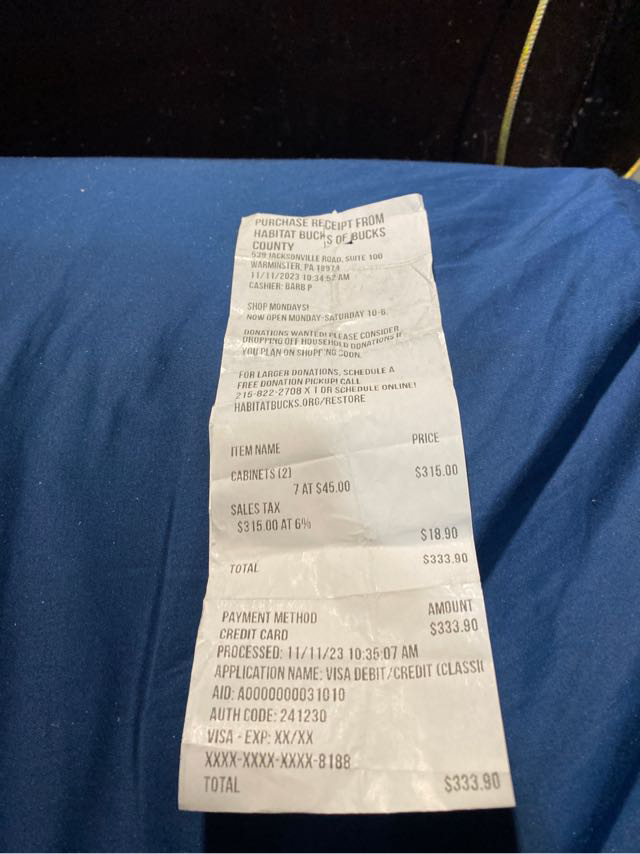 PURCHASE RECEIPT FROM
HABITAT BUCKS OF BUCKS
COUNTY
539 JACKSONVILLE ROAD, SUITE 100
WARMINSTER, PA 18974
11/11/2023 10:34:52 AM
CASHIER: BARB P
SHOP MONDAYS!
NOW OPEN MONDAY-SATURDAY 10-6.
DONATIONS WANTED! PLEASE CONSIDER
DROPPING OFF HOUSEHOLD DONATIONS IF
YOU PLAN ON SHOPPING SOON.
FOR LARGER DONATIONS, SCHEDULE A
FREE DONATION PICKUP! CALL
215-822-2708 X 1 OR SCHEDULE ONLINE!
HABITATBUCKS.ORG/RESTORE
ITEM NAME PRICE
CABINETS (2) $315.00
7 AT $45.00
SALES TAX
$315.00 AT 6% $18.90
TOTAL $333.90
PAYMENT METHOD AMOUNT
CREDIT CARD $333.90
PROCESSED: 11/11/23 10:35:07 AM
APPLICATION NAME: VISA DEBIT/CREDIT (CLASSI
AID: A0000000031010
AUTH CODE: 241230
VISA - EXP: XX/XX
XXXX-XXXX-XXXX-8188
TOTAL $333.90